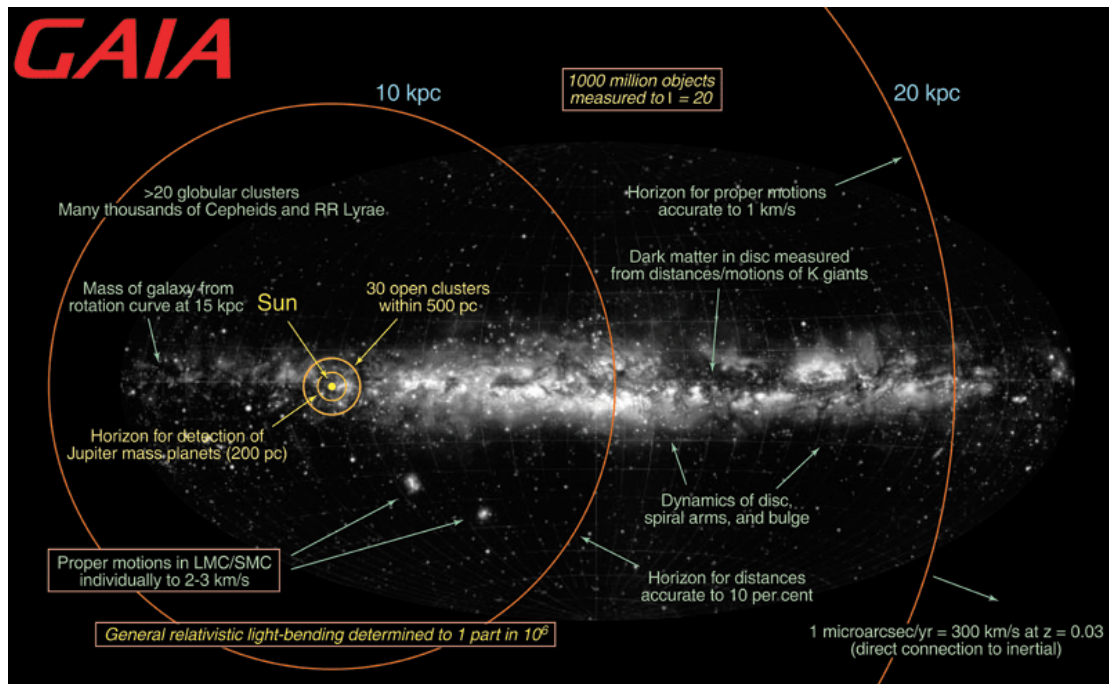 GAIA
10 kpc
1000 million objects
measured to I = 20
20 kpc
>20 globular clusters
Many thousands of Cepheids and RR Lyrae
Horizon for proper motions
accurate to 1 km/s
Dark matter in disc measured
from distances/motions of K giants
Mass of galaxy from
rotation curve at 15 kpc
Sun
30 open clusters
within 500 pc
Horizon for detection of
Jupiter mass planets (200 pc)
Dynamics of disc,
spiral arms, and bulge
Proper motions in LMC/SMC
individually to 2-3 km/s
Horizon for distances
accurate to 10 per cent
General relativistic light-bending determined to 1 part in 10⁶
1 microarcsec/yr = 300 km/s at z = 0.03
(direct connection to inertial)